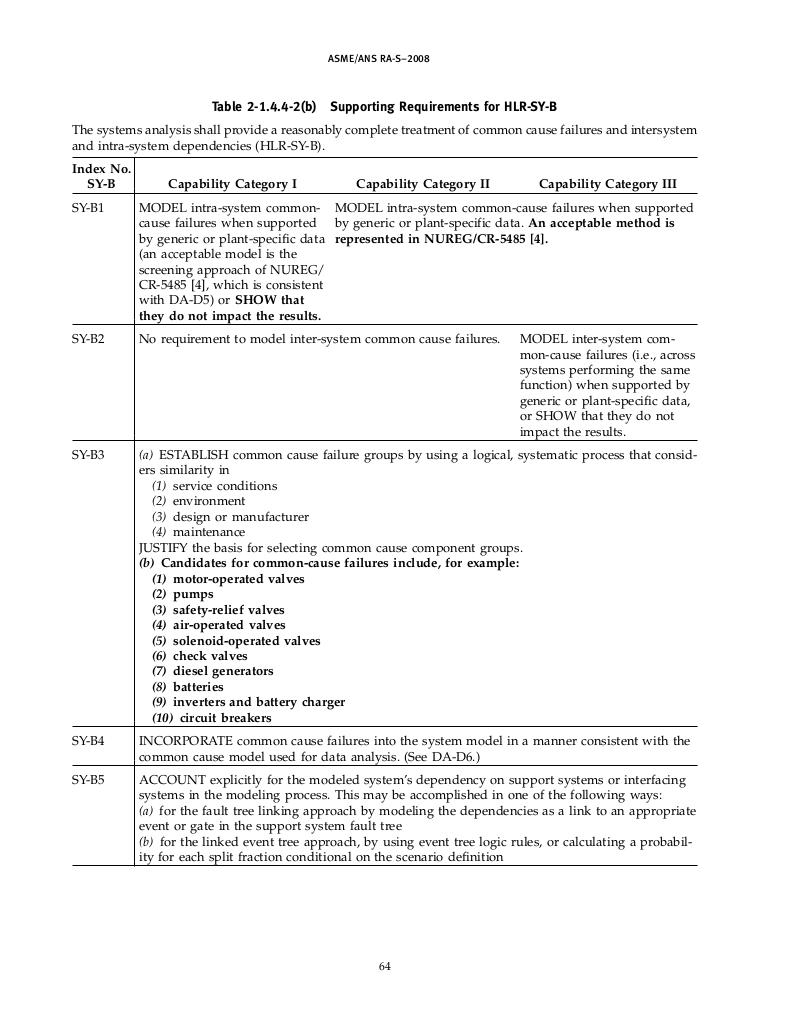 ASME/ANS RA-S–2008
Table 2-1.4.4-2(b) Supporting Requirements for HLR-SY-B
The systems analysis shall provide a reasonably complete treatment of common cause failures and intersystem
and intra-system dependencies (HLR-SY-B).
Index No.
SY-B Capability Category I Capability Category II Capability Category III
SY-B1
MODEL intra-system common-
cause failures when supported
by generic or plant-specific data
(an acceptable model is the
screening approach of NUREG/
CR-5485 [4], which is consistent
with DA-D5) or SHOW that
they do not impact the results.
MODEL intra-system common-cause failures when supported
by generic or plant-specific data. An acceptable method is
represented in NUREG/CR-5485 [4].
SY-B2
No requirement to model inter-system common cause failures.
MODEL inter-system com-
mon-cause failures (i.e., across
systems performing the same
function) when supported by
generic or plant-specific data,
or SHOW that they do not
impact the results.
SY-B3
(a) ESTABLISH common cause failure groups by using a logical, systematic process that consid-
ers similarity in
(1) service conditions
(2) environment
(3) design or manufacturer
(4) maintenance
JUSTIFY the basis for selecting common cause component groups.
(b) Candidates for common-cause failures include, for example:
(1) motor-operated valves
(2) pumps
(3) safety-relief valves
(4) air-operated valves
(5) solenoid-operated valves
(6) check valves
(7) diesel generators
(8) batteries
(9) inverters and battery charger
(10) circuit breakers
SY-B4
INCORPORATE common cause failures into the system model in a manner consistent with the
common cause model used for data analysis. (See DA-D6.)
SY-B5
ACCOUNT explicitly for the modeled system's dependency on support systems or interfacing
systems in the modeling process. This may be accomplished in one of the following ways:
(a) for the fault tree linking approach by modeling the dependencies as a link to an appropriate
event or gate in the support system fault tree
(b) for the linked event tree approach, by using event tree logic rules, or calculating a probabil-
ity for each split fraction conditional on the scenario definition
64